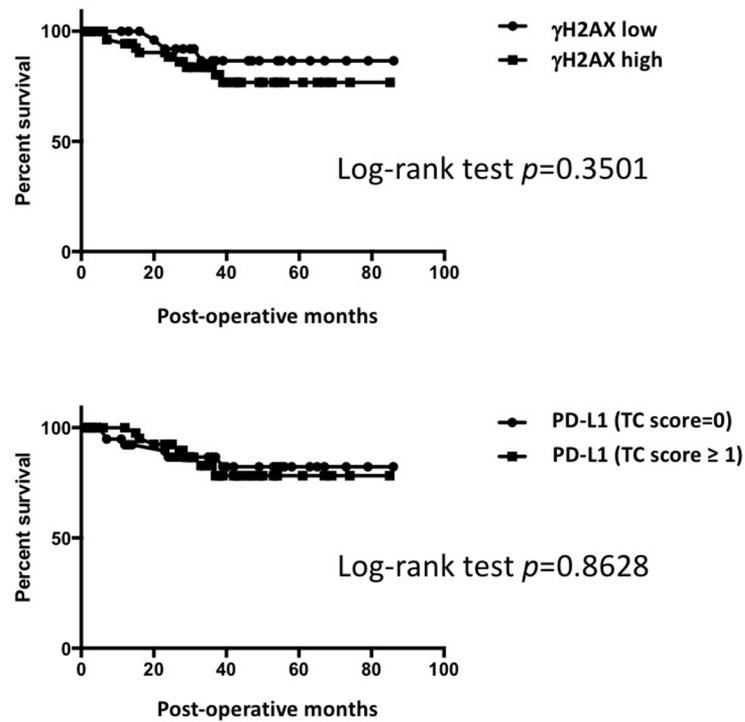 100
50
0
Percent survival
0 20 40 60 80 100
Post-operative months
γH2AX low
γH2AX high
Log-rank test p=0.3501
100
50
0
Percent survival
0 20 40 60 80 100
Post-operative months
PD-L1 (TC score=0)
PD-L1 (TC score ≥ 1)
Log-rank test p=0.8628